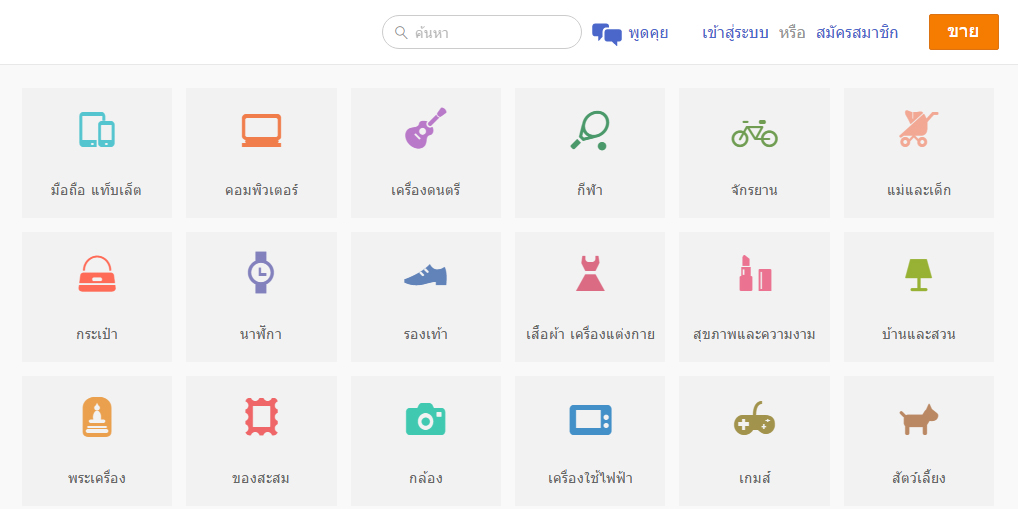 ค้นหา พูดคุย เข้าสู่ระบบ หรือ สมัครสมาชิก ขาย
มือถือ แท็บเล็ต คอมพิวเตอร์ เครื่องดนตรี กีฬา จักรยาน แม่และเด็ก
กระเป๋า นาฬิกา รองเท้า เสื้อผ้า เครื่องแต่งกาย สุขภาพและความงาม บ้านและสวน
พระเครื่อง ของสะสม กล้อง เครื่องใช้ไฟฟ้า เกมส์ สัตว์เลี้ยง